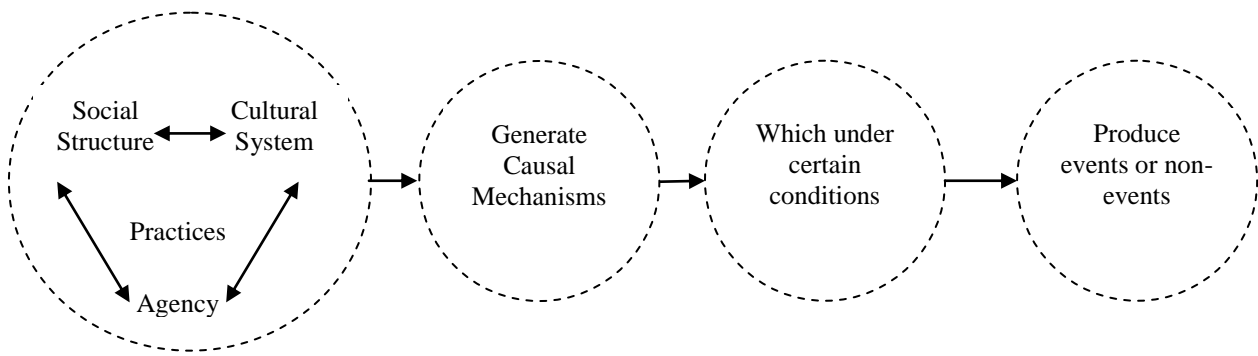 Social
Structure
Cultural
System
Practices
Agency
Generate
Causal
Mechanisms
Which under
certain
conditions
Produce
events or non-
events